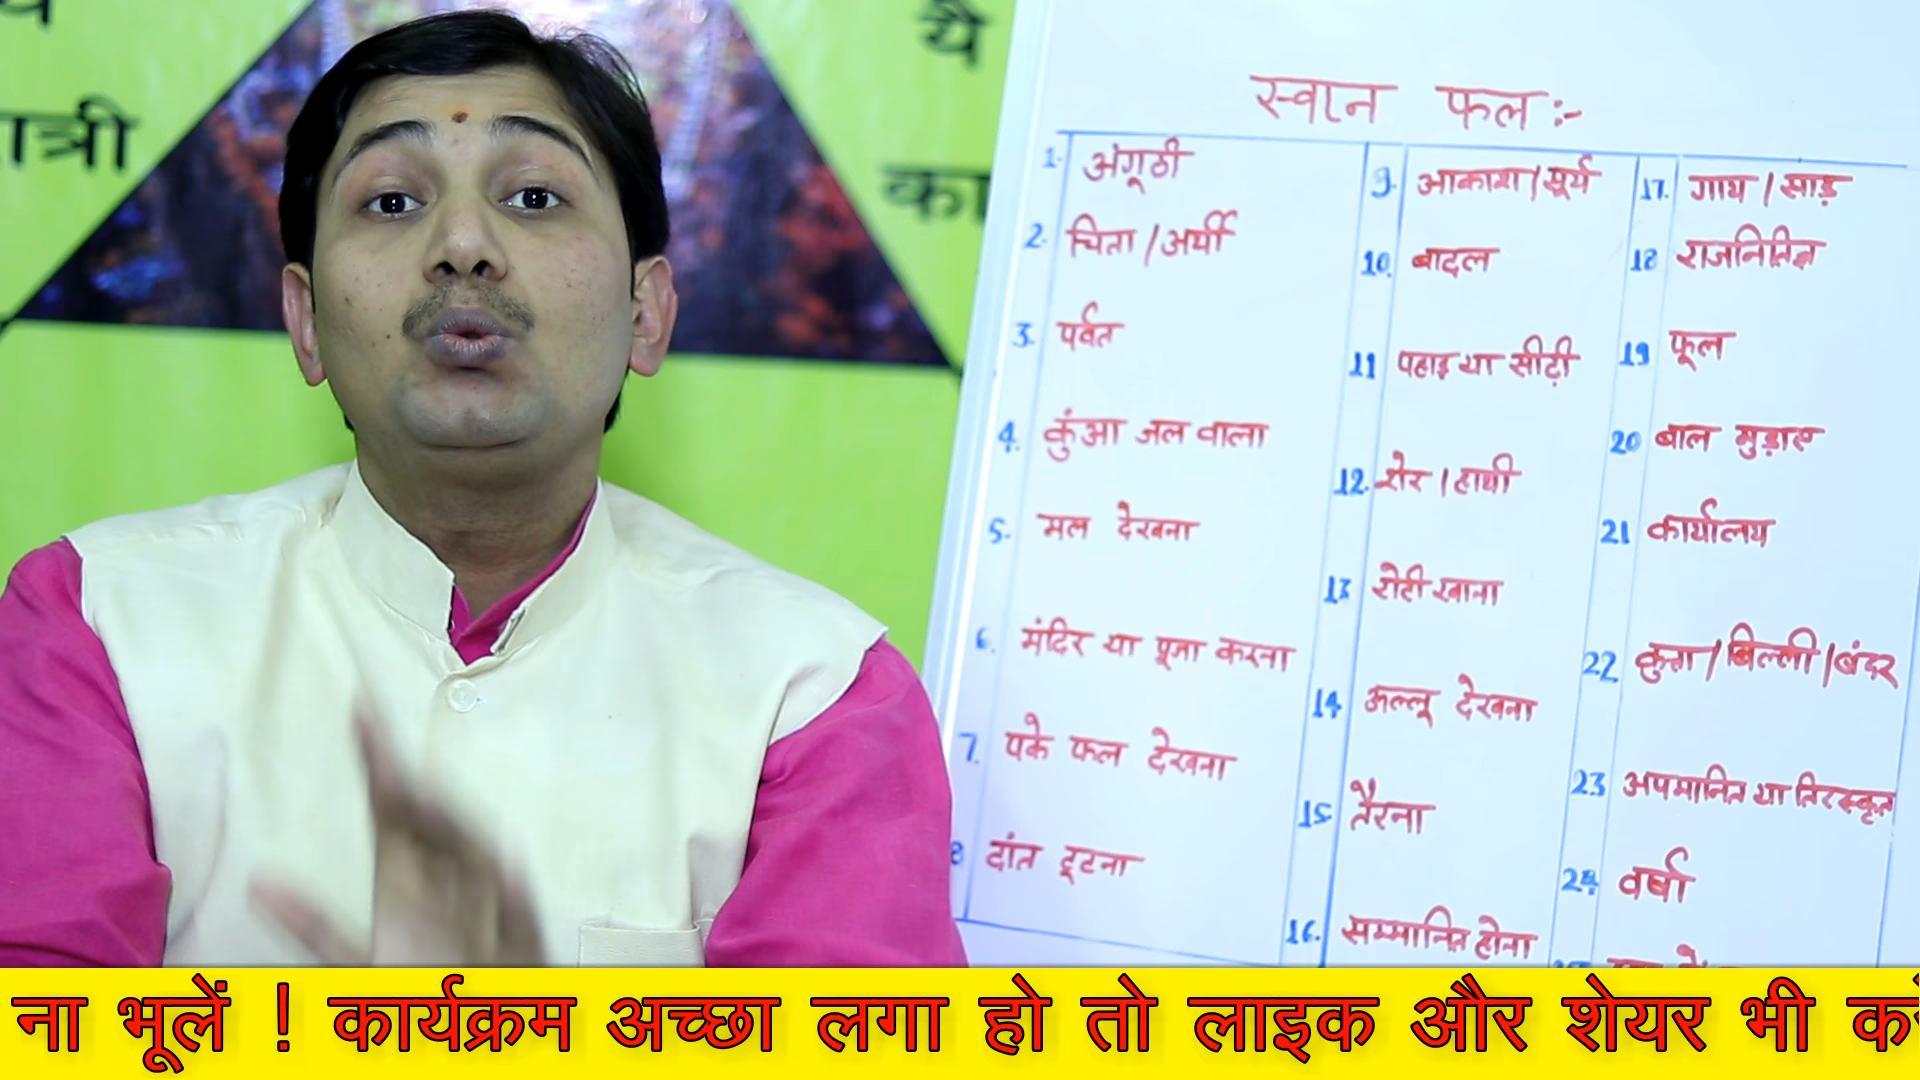 त्री
ये
का
स्वप्न फल :-
1. अंगूठी
2. चिता / अर्थी
3. पर्वत
4. कुंआ जल वाला
5. मल देखना
6. मंदिर या पूजा करना
7. पके फल देखना
8 दांत टूटना
9. आकाश / सूर्य
10. बादल
11 पहाड़ या सीढ़ी
12. शेर / हाथी
13 रोटी खाना
14 उल्लू देखना
15. तैरना
16. सम्मानित होना
17. गाय / साड़
18 राजनितिज्ञ
19 फूल
20 बाल मुड़ाए
21 कार्यालय
22 कुत्ता / बिल्ली / बंदर
23 अपमानित या तिरस्कृत
24 वर्षा
ना भूलें ! कार्यक्रम अच्छा लगा हो तो लाइक और शेयर भी